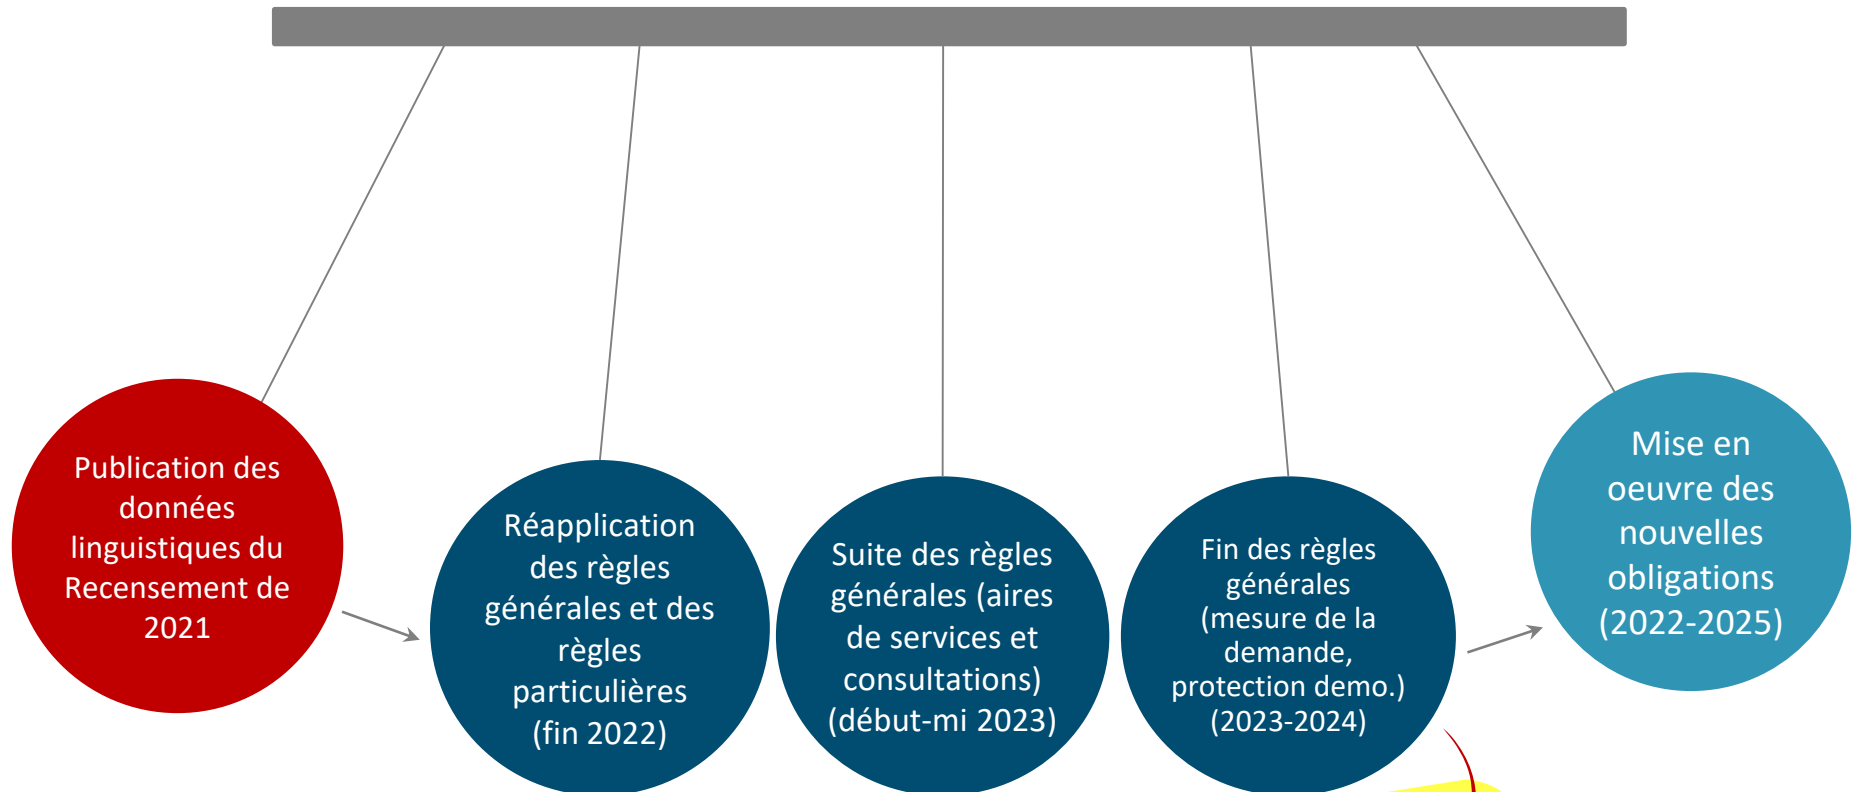 Publication des
données
linguistiques du
Recensement de
2021
Réapplication
des règles
générales et des
règles
particulières
(fin 2022)
Suite des règles
générales (aires
de services et
consultations)
(début-mi 2023)
Fin des règles
générales
(mesure de la
demande,
protection demo.)
(2023-2024)
Mise en
oeuvre des
nouvelles
obligations
(2022-2025)